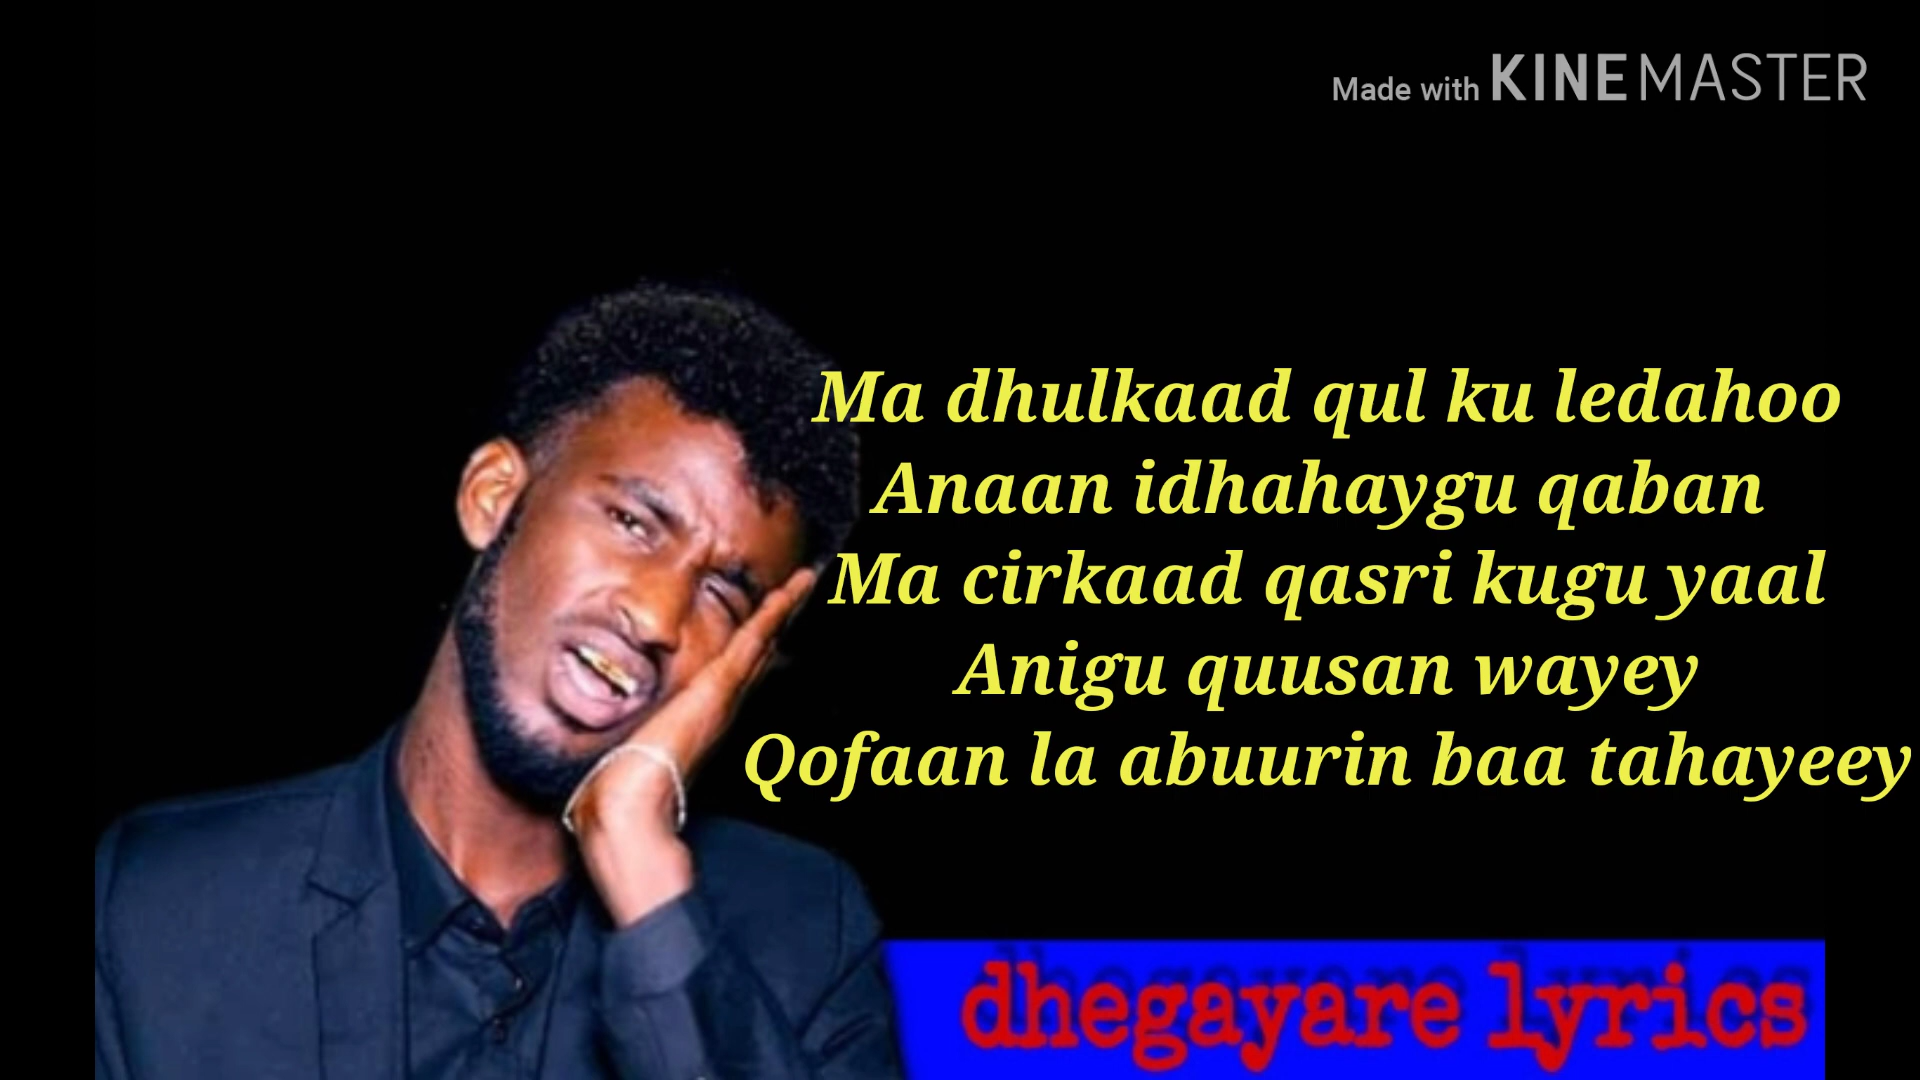 Made with KINEMASTER
Ma dhulkaad qul ku ledahoo
Anaan idhahaygu qaban
Ma cirkaad qasri kugu yaal
Anigu quusan wayey
Qofaan la abuurin baa tahayeey
dhegayare lyrics